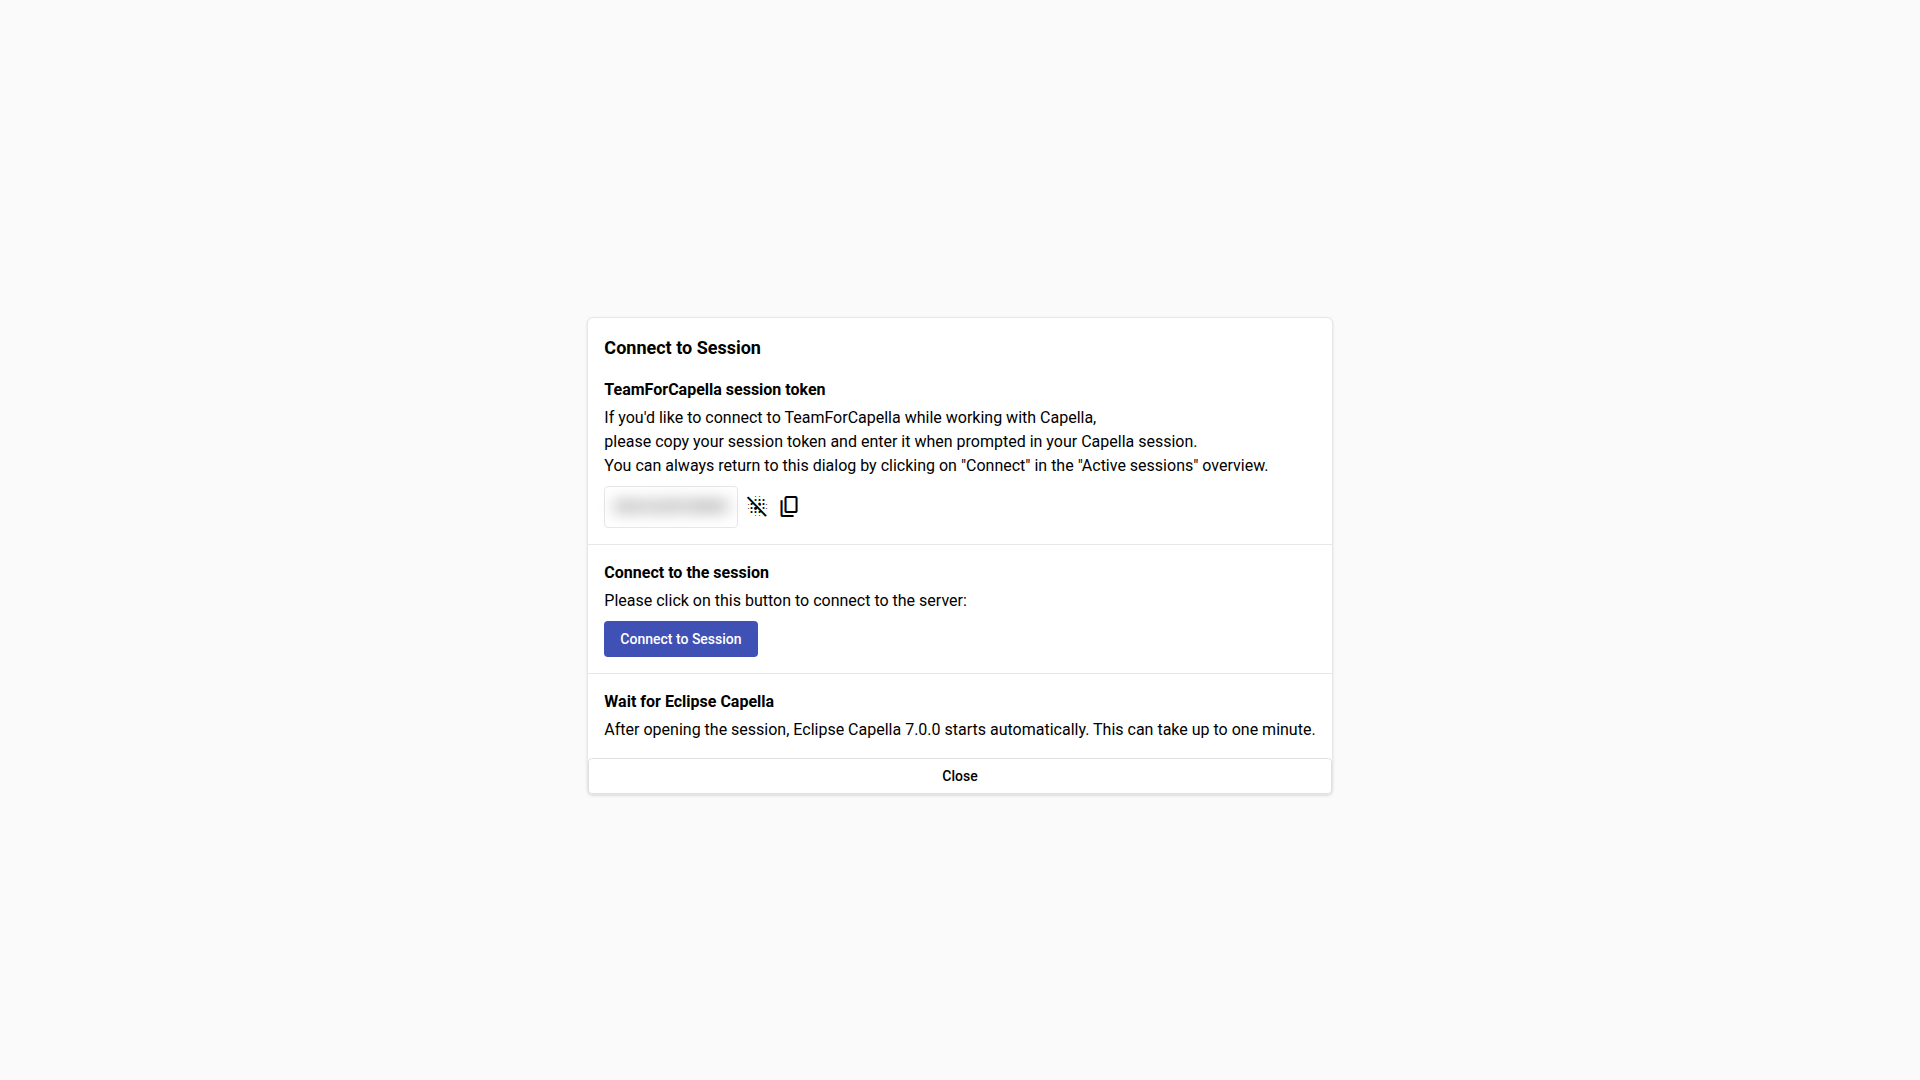 Connect to Session
TeamForCapella session token
If you'd like to connect to TeamForCapella while working with Capella,
please copy your session token and enter it when prompted in your Capella session.
You can always return to this dialog by clicking on "Connect" in the "Active sessions" overview.
Connect to the session
Please click on this button to connect to the server:
Connect to Session
Wait for Eclipse Capella
After opening the session, Eclipse Capella 7.0.0 starts automatically. This can take up to one minute.
Close